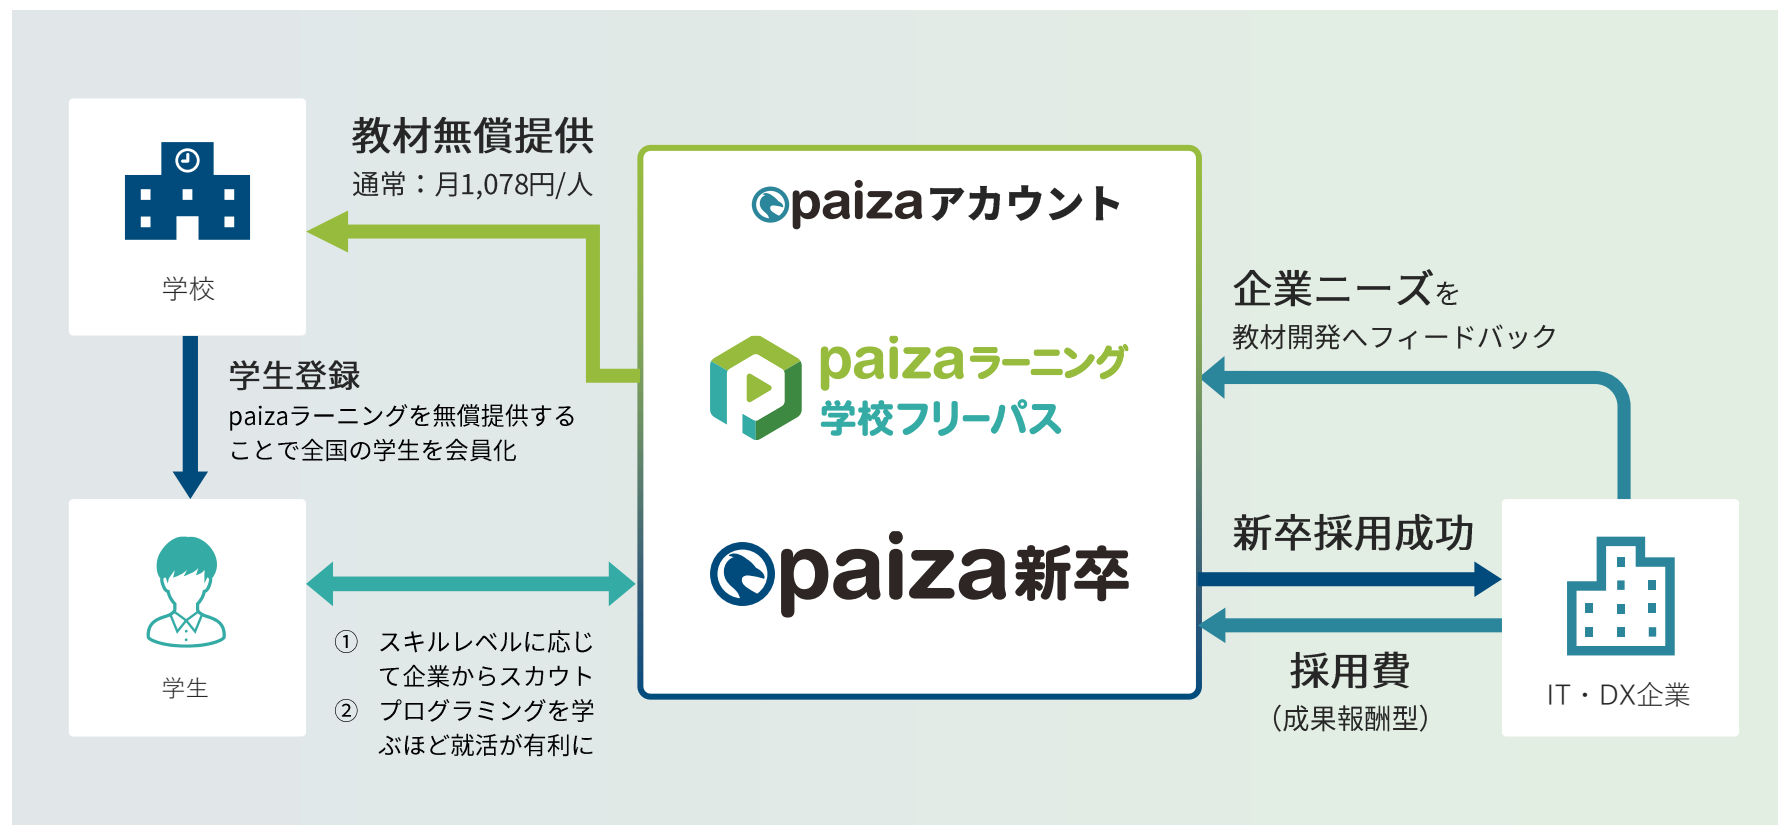 教材無償提供
通常：月1,078円/人
学校
学生登録
paizaラーニングを無償提供する
ことで全国の学生を会員化
学生
① スキルレベルに応じ
て企業からスカウト
② プログラミングを学
ぶほど就活が有利に
paizaアカウント
paizaラーニング
学校フリーパス
paiza新卒
企業ニーズを
教材開発へフィードバック
新卒採用成功
採用費
（成果報酬型）
IT・DX企業